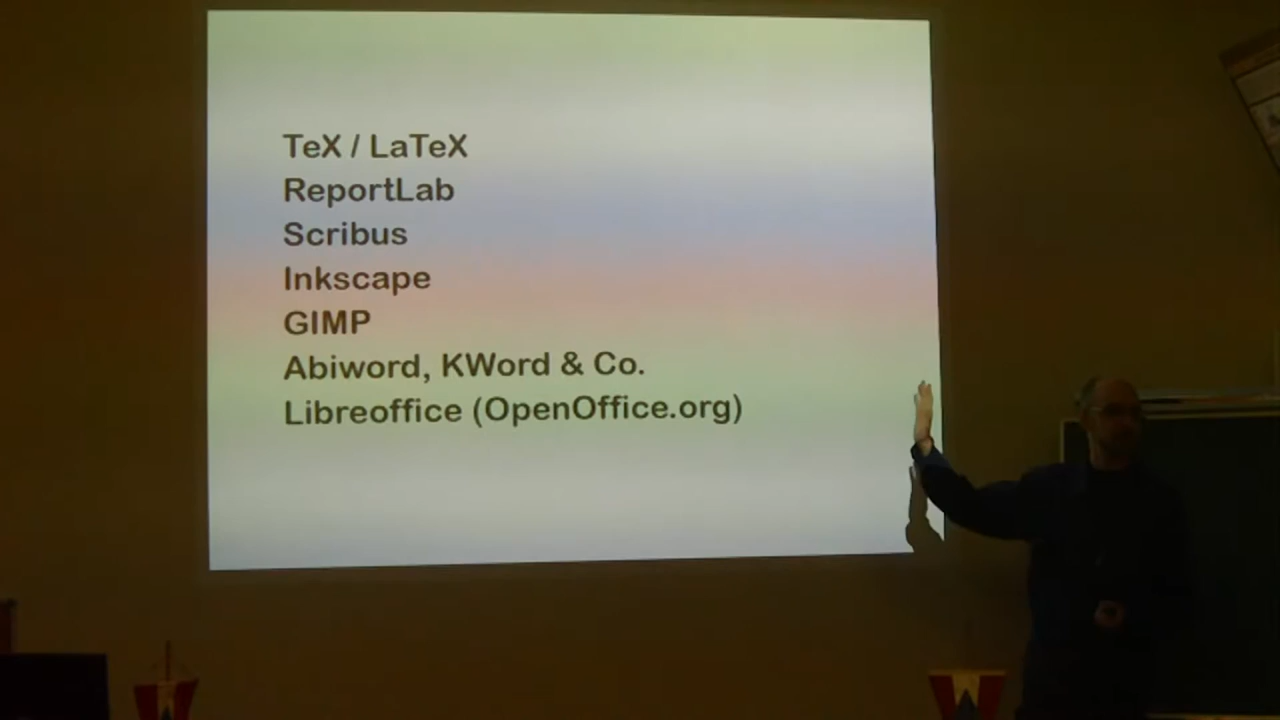 TeX / LaTeX
ReportLab
Scribus
Inkscape
GIMP
Abiword, KWord & Co.
Libreoffice (OpenOffice.org)